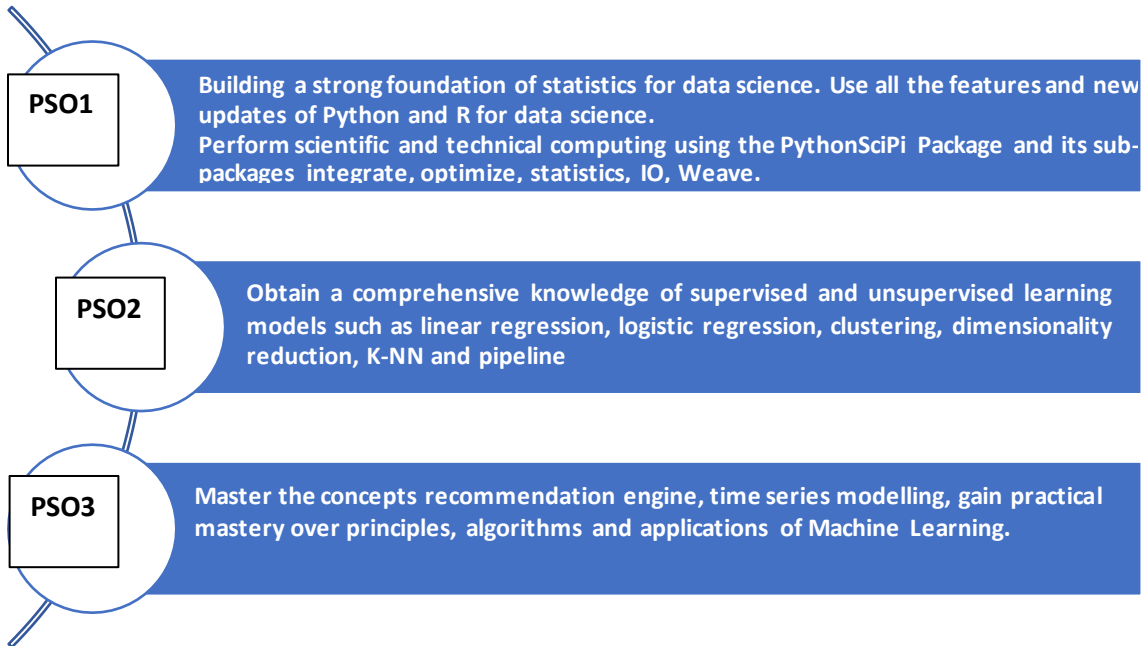 PSO1
Building a strong foundation of statistics for data science. Use all the features and new
updates of Python and R for data science.
Perform scientific and technical computing using the PythonSciPi Package and its sub-
packages integrate, optimize, statistics, IO, Weave.
PSO2
Obtain a comprehensive knowledge of supervised and unsupervised learning
models such as linear regression, logistic regression, clustering, dimensionality
reduction, K-NN and pipeline
PSO3
Master the concepts recommendation engine, time series modelling, gain practical
mastery over principles, algorithms and applications of Machine Learning.